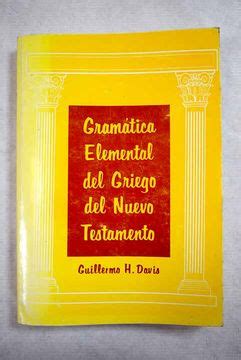 Gramática
Elemental
del Griego
del Nuevo
Testamento
Guillermo H. Davis